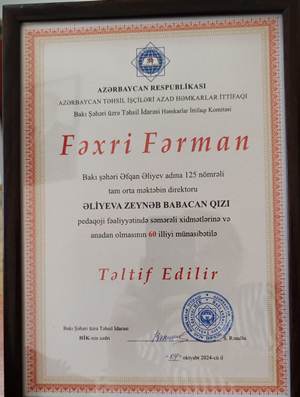 AZƏRBAYCAN RESPUBLİKASI
AZƏRBAYCAN TƏHSİL İŞÇİLƏRİ AZAD HƏMKARLAR İTTİFAQI
Bakı Şəhəri üzrə Təhsil İdarəsi Həmkarlar İttifaqı Komitəsi
Fəxri Fərman
Bakı şəhəri Əfqan Əliyev adına 125 nömrəli
tam orta məktəbin direktoru
ƏLİYEVA ZEYNƏB BABACAN QIZI
pedaqoji fəaliyyətində səmərəli xidmətlərinə və
anadan olmasının 60 illiyi münasibətilə
Təltif Edilir
Bakı Şəhəri üzrə Təhsil İdarəsi
HİK-nın sədri
oktyabr 2024-cü il